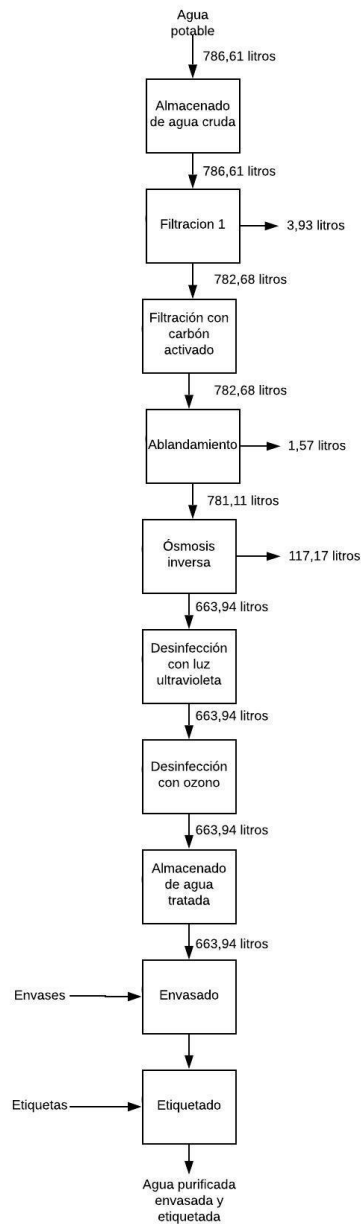 Agua
potable
786,61 litros
Almacenado
de agua cruda
786,61 litros
Filtracion 1
3,93 litros
782,68 litros
Filtración con
carbón
activado
782,68 litros
Ablandamiento
1,57 litros
781,11 litros
Ósmosis
inversa
117,17 litros
663,94 litros
Desinfección
con luz
ultravioleta
663,94 litros
Desinfección
con ozono
663,94 litros
Almacenado
de agua
tratada
663,94 litros
Envases
Envasado
Etiquetas
Etiquetado
Agua purificada
envasada y
etiquetada